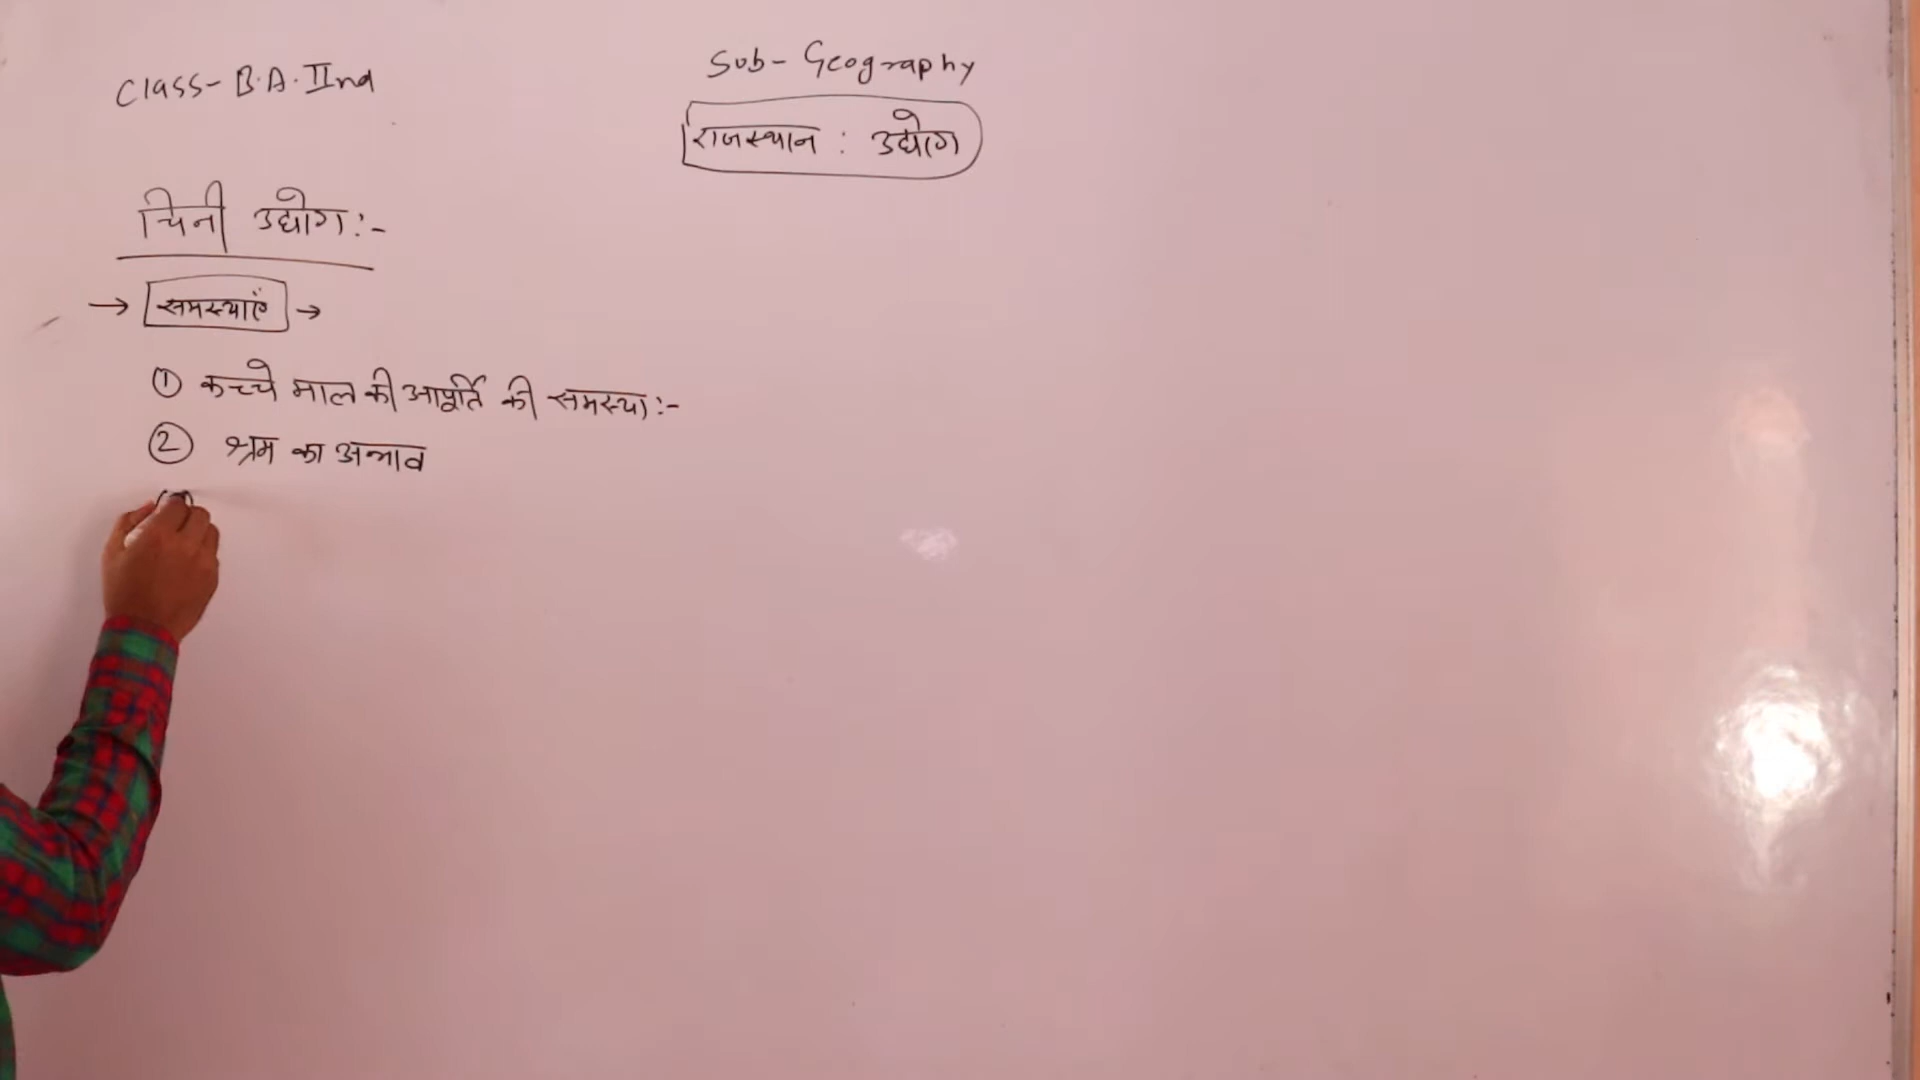 Class- B.A. IInd
Sub- Geography
राजस्थान : उद्योग
चिनी उद्योग:-
→ समस्याएं →
① कच्चे माल की आपूर्ति की समस्या:-
② श्रम का अभाव